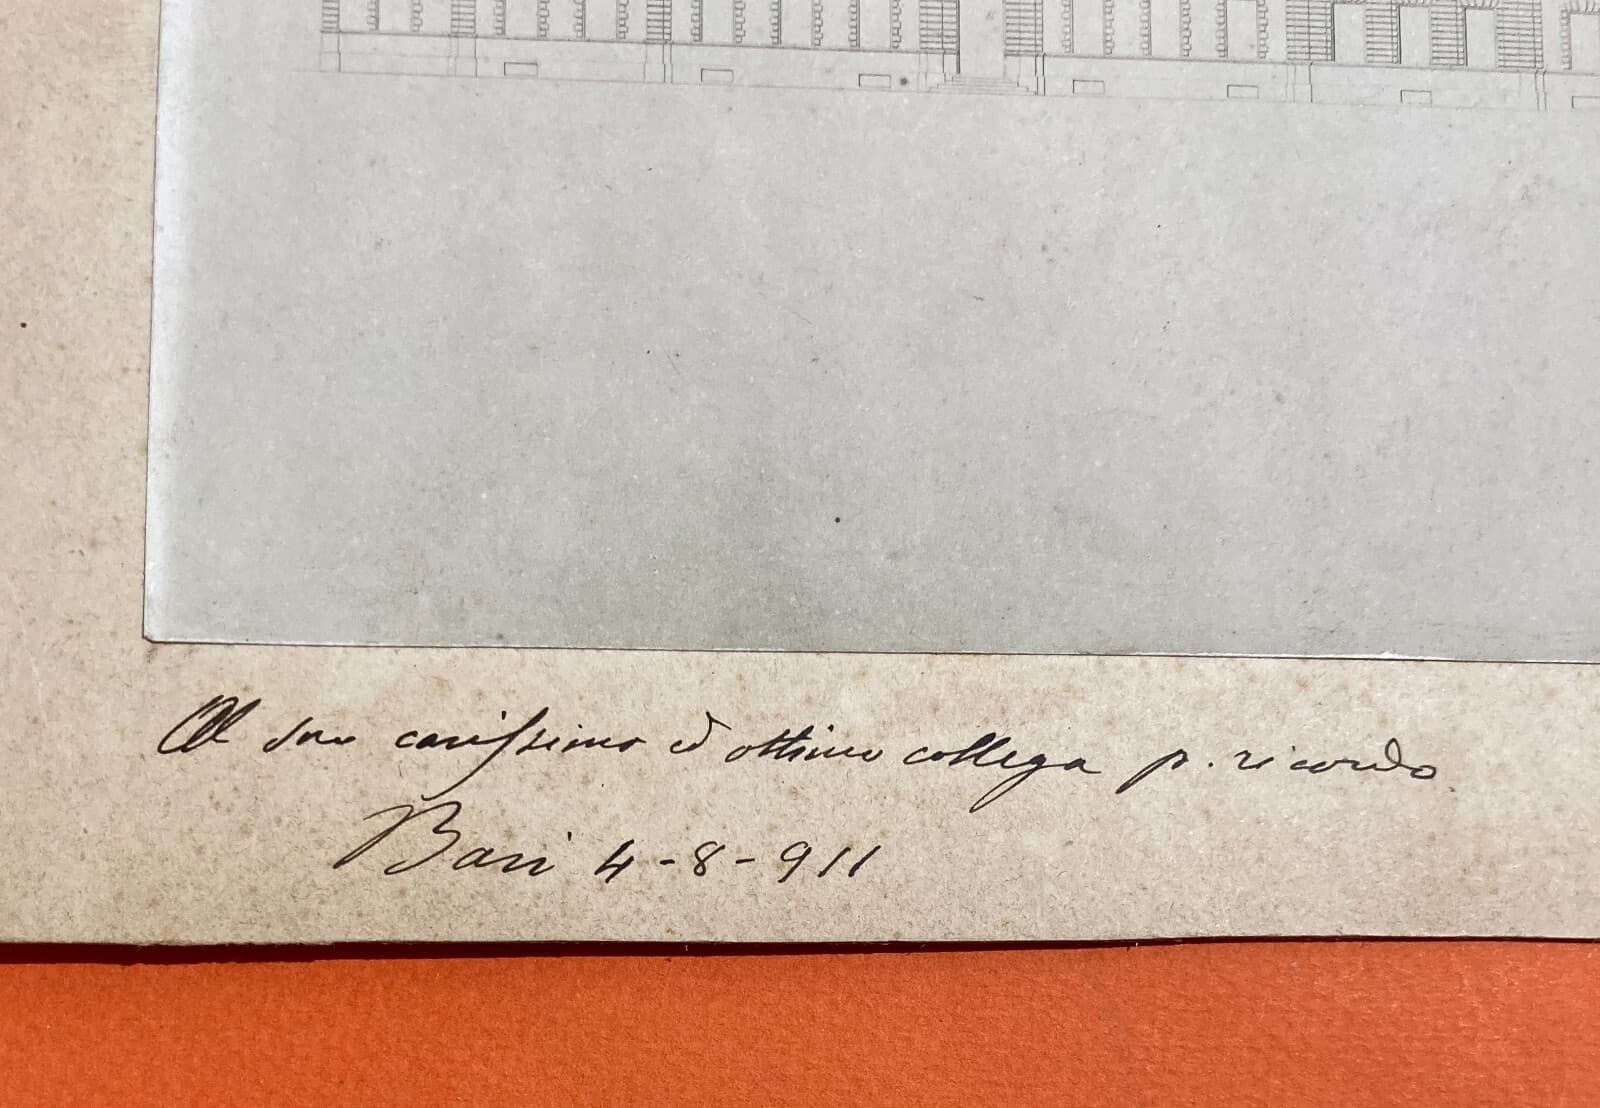 Al suo carissimo ed ottimo collega p. ricordo
Bari 4-8-911